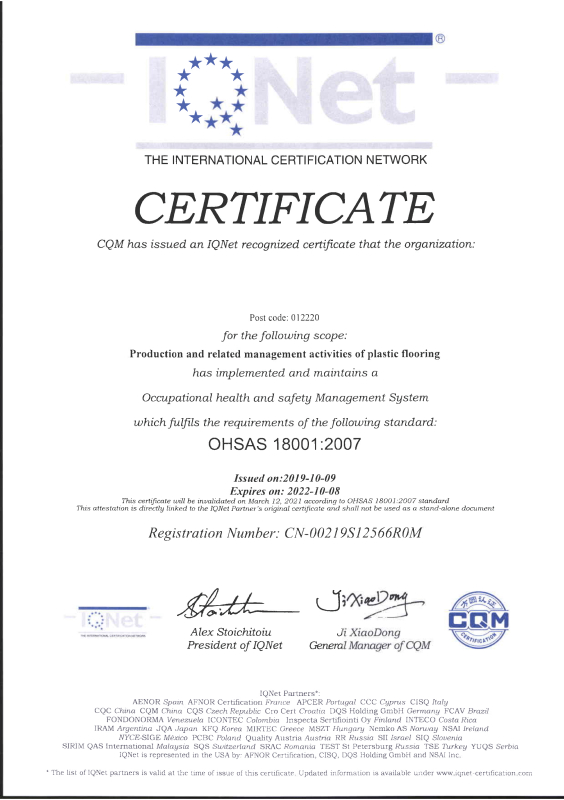 IQNet ®
THE INTERNATIONAL CERTIFICATION NETWORK
CERTIFICATE
CQM has issued an IQNet recognized certificate that the organization:
Post code: 012220
for the following scope:
Production and related management activities of plastic flooring
has implemented and maintains a
Occupational health and safety Management System
which fulfils the requirements of the following standard:
OHSAS 18001:2007
Issued on:2019-10-09
Expires on: 2022-10-08
This certificate will be invalidated on March 12, 2021 according to OHSAS 18001:2007 standard
This attestation is directly linked to the IQNet Partner's original certificate and shall not be used as a stand-alone document
Registration Number: CN-00219S12566R0M
IQNet
THE INTERNATIONAL CERTIFICATION NETWORK
Stoichitoiu
Alex Stoichitoiu
President of IQNet
Ji XiaoDong
Ji XiaoDong
General Manager of CQM
方圆认证
CQM
CERTIFICATION
IQNet Partners*:
AENOR Spain AFNOR Certification France APCER Portugal CCC Cyprus CISQ Italy
CQC China CQM China CQS Czech Republic Cro Cert Croatia DQS Holding GmbH Germany FCAV Brazil
FONDONORMA Venezuela ICONTEC Colombia Inspecta Sertifiointi Oy Finland INTECO Costa Rica
IRAM Argentina JQA Japan KFQ Korea MIRTEC Greece MSZT Hungary Nemko AS Norway NSAI Ireland
NYCE-SIGE México PCBC Poland Quality Austria Austria RR Russia SII Israel SIQ Slovenia
SIRIM QAS International Malaysia SQS Switzerland SRAC Romania TEST St Petersburg Russia TSE Turkey YUQS Serbia
IQNet is represented in the USA by: AFNOR Certification, CISQ, DQS Holding GmbH and NSAI Inc.
* The list of IQNet partners is valid at the time of issue of this certificate. Updated information is available under www.iqnet-certification.com